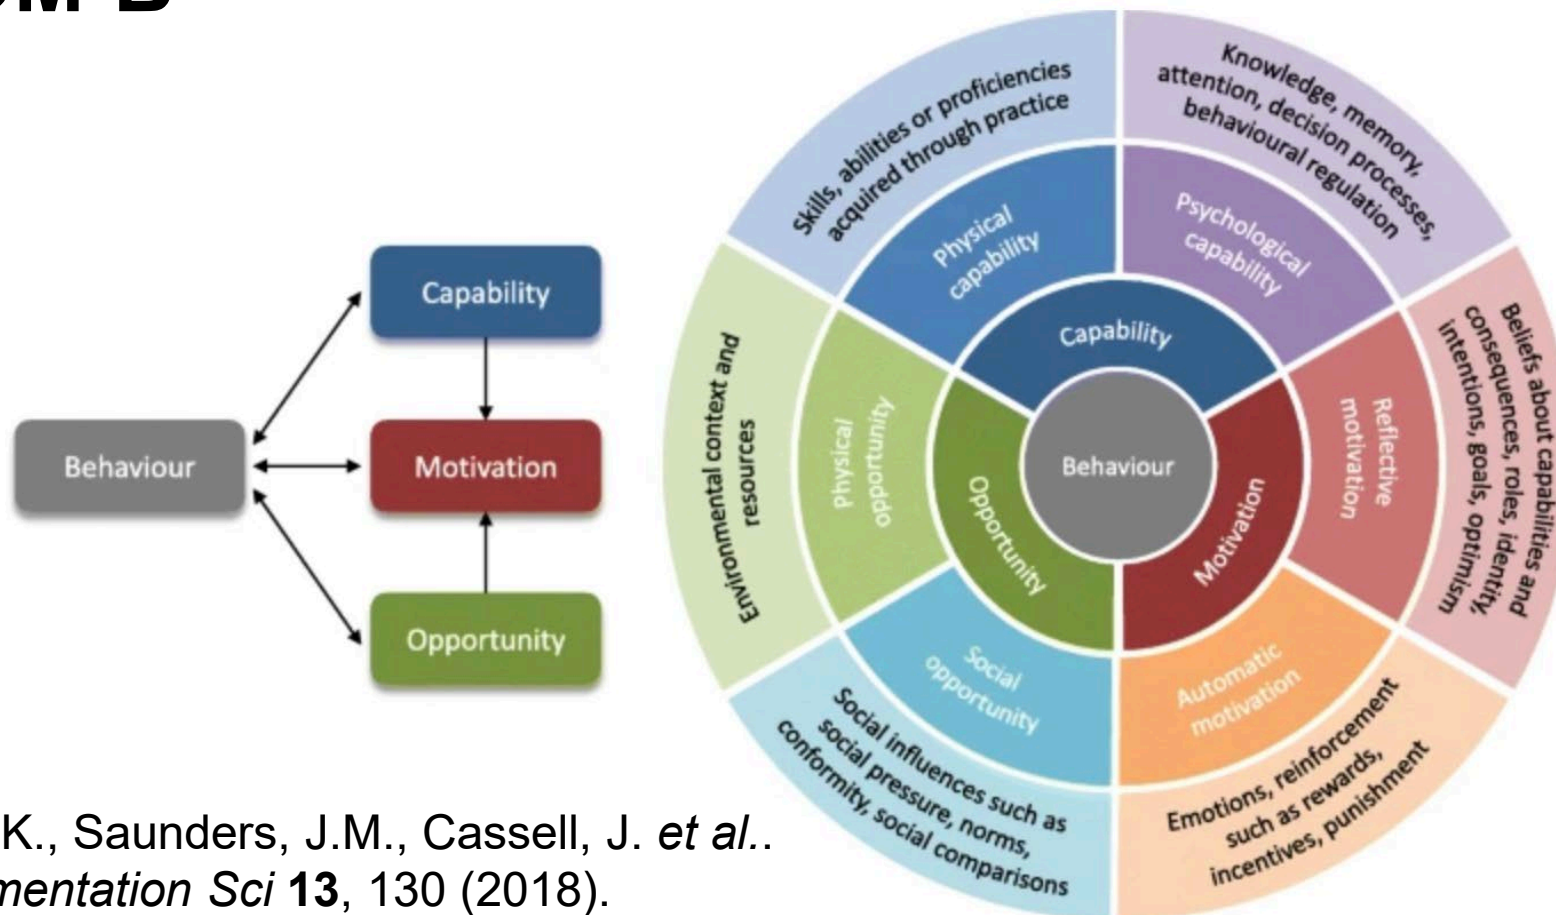 Capability
Behaviour
Motivation
Opportunity
Knowledge, memory,
attention, decision processes,
behavioural regulation
Skills, abilities or proficiencies
acquired through practice
Psychological
capability
Physical
capability
Capability
Beliefs about capabilities and
consequences, roles, identity,
intentions, goals, optimism
Reflective
motivation
Environmental context and
resources
Physical
opportunity
Behaviour
Opportunity
Motivation
Social
opportunity
Automatic
motivation
Social influences such as
social pressure, norms,
conformity, social comparisons
Emotions, reinforcement
such as rewards,
incentives, punishment
K., Saunders, J.M., Cassell, J. et al..
mentation Sci 13, 130 (2018).